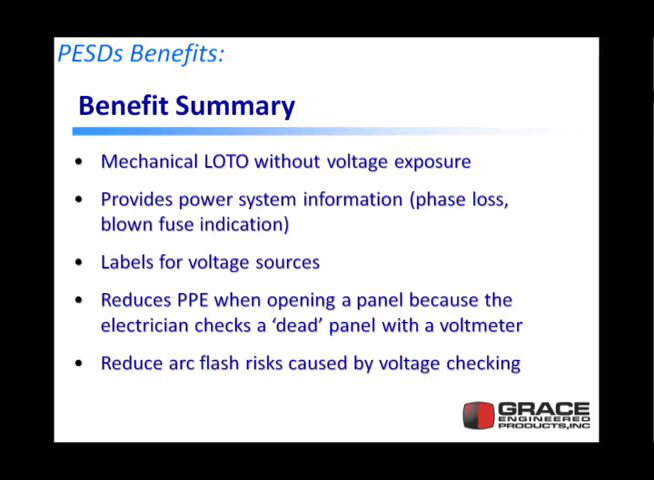 PESDs Benefits:
Benefit Summary
• Mechanical LOTO without voltage exposure
• Provides power system information (phase loss,
blown fuse indication)
• Labels for voltage sources
• Reduces PPE when opening a panel because the
electrician checks a ‘dead’ panel with a voltmeter
• Reduce arc flash risks caused by voltage checking
GRACE
ENGINEERED
PRODUCTS,INC